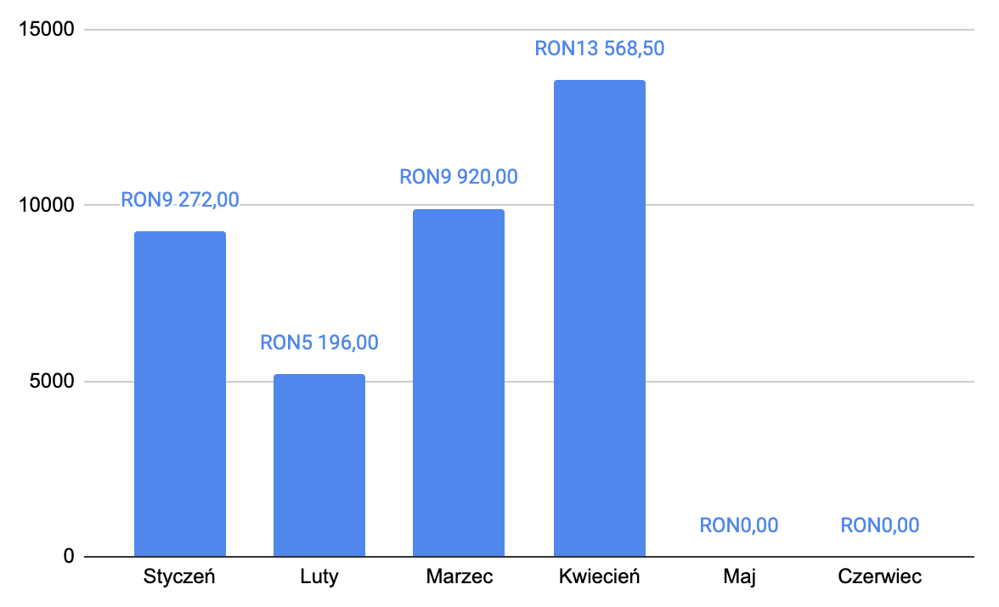 15000
RON13 568,50
RON9 920,00
RON9 272,00
10000
RON5 196,00
5000
RON0,00
RON0,00
0
Styczeń
Luty
Marzec
Kwiecień
Maj
Czerwiec